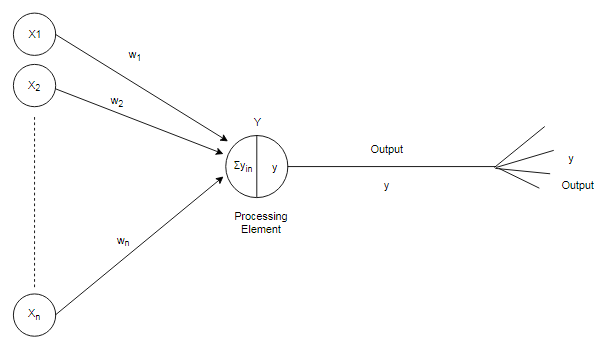 X1
w1
X2
w2
Y
Σyin
y
Output
y
y
Output
Processing
Element
wn
Xn